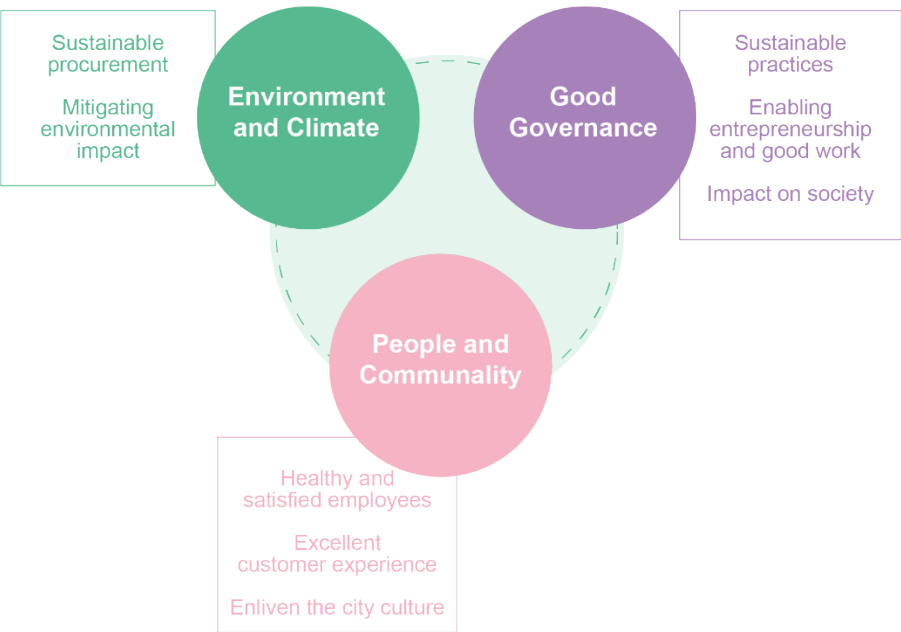 Sustainable
procurement
Mitigating
environmental
impact
Environment
and Climate
Good
Governance
Sustainable
practices
Enabling
entrepreneurship
and good work
Impact on society
People and
Communality
Healthy and
satisfied employees
Excellent
customer experience
Enliven the city culture